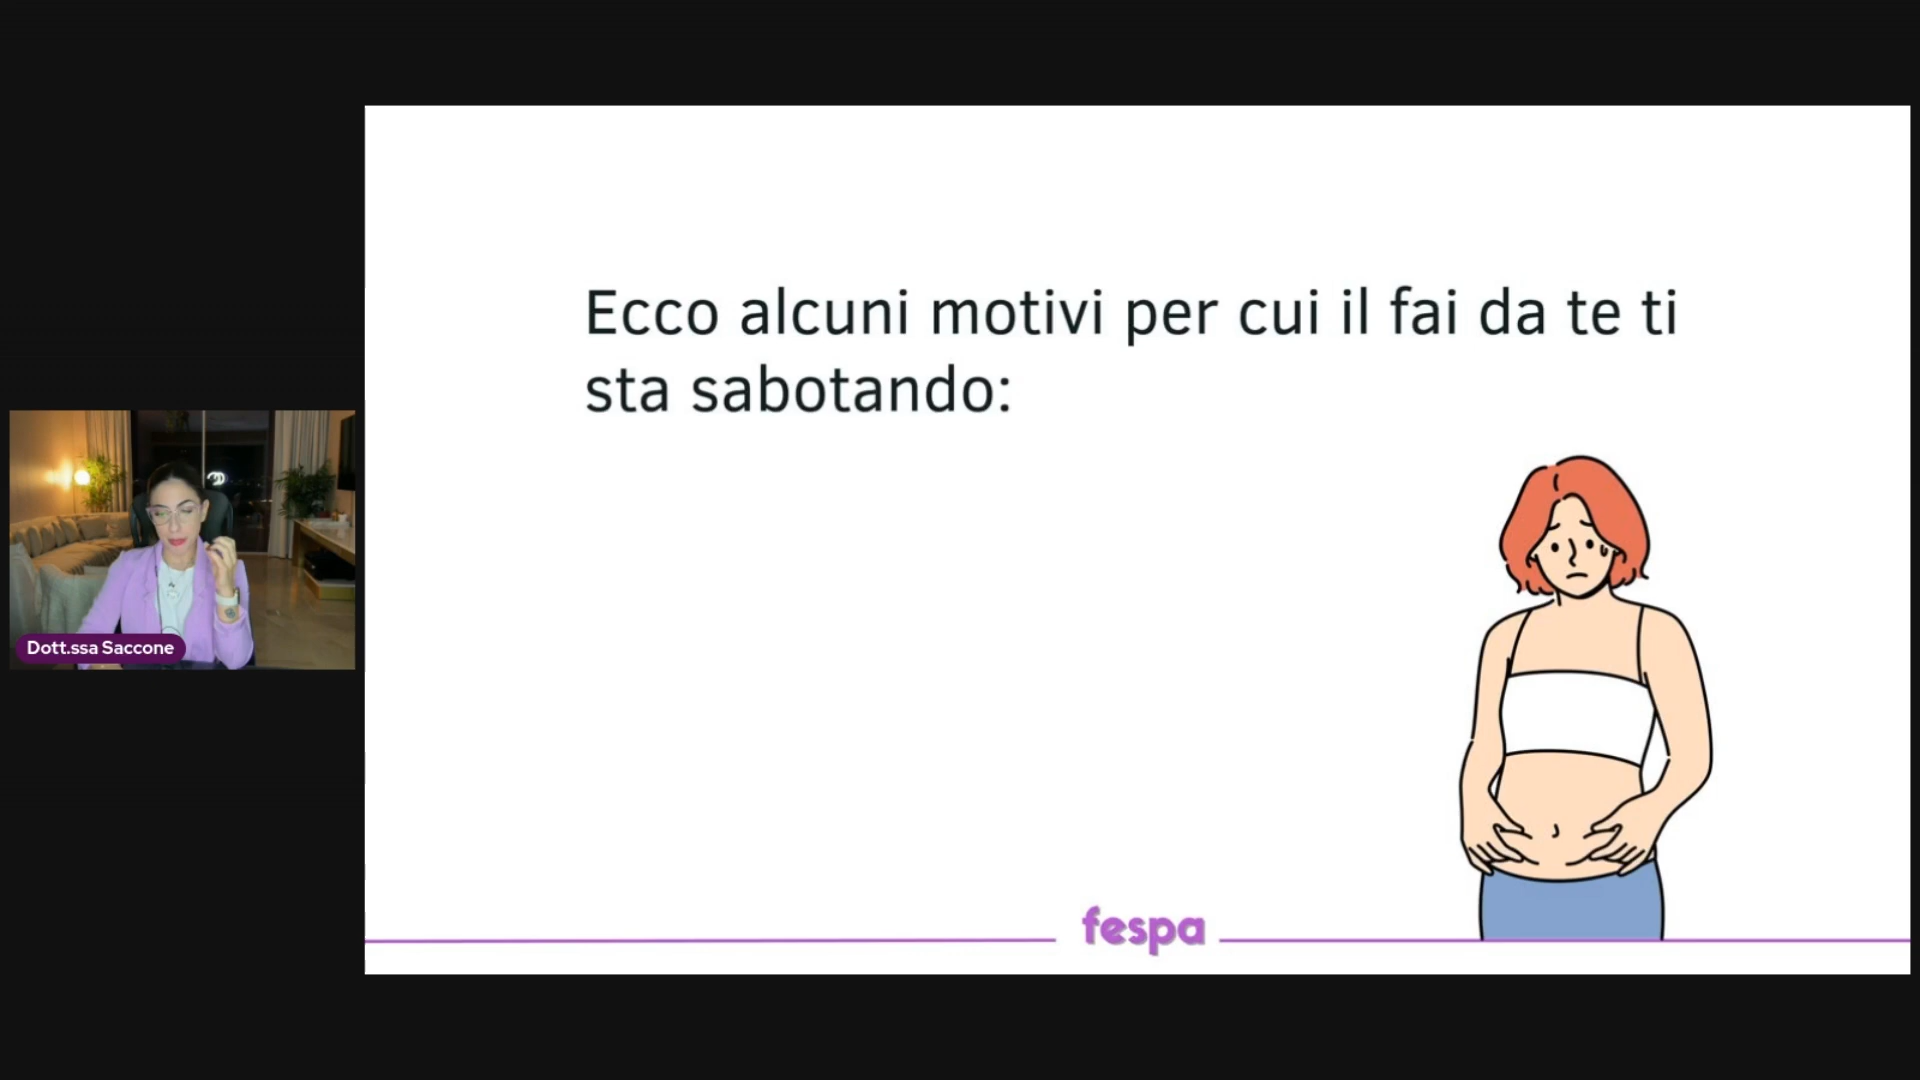 Ecco alcuni motivi per cui il fai da te ti
sta sabotando:
Dott.ssa Saccone
fespa